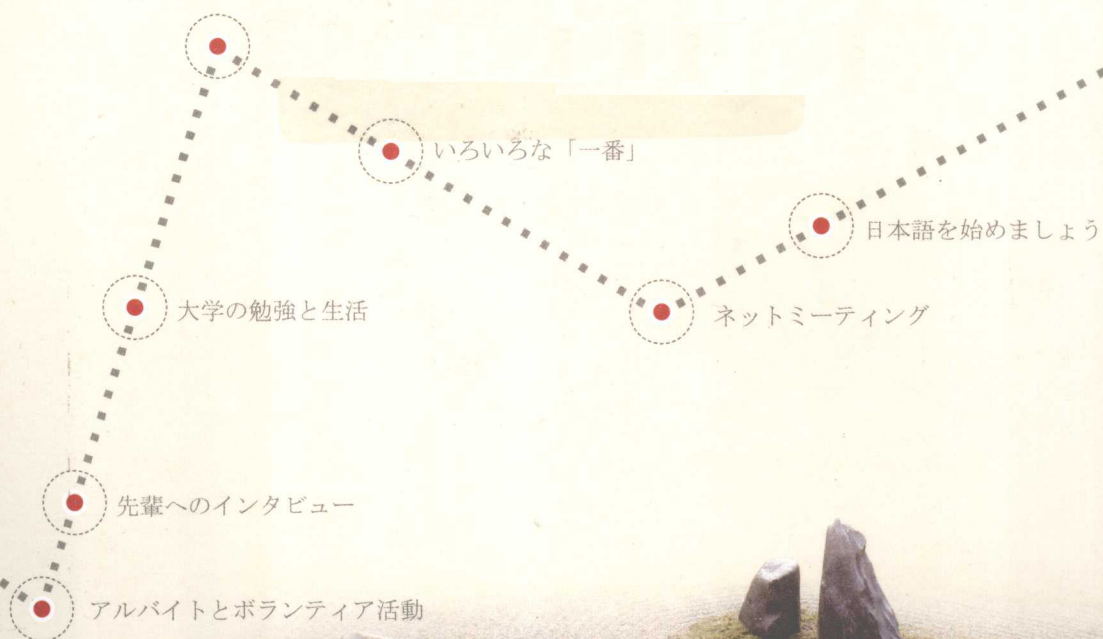 いろいろな「一番」
日本語を始めましょう
大学の勉強と生活
ネットミーティング
先輩へのインタビュー
アルバイトとボランティア活動